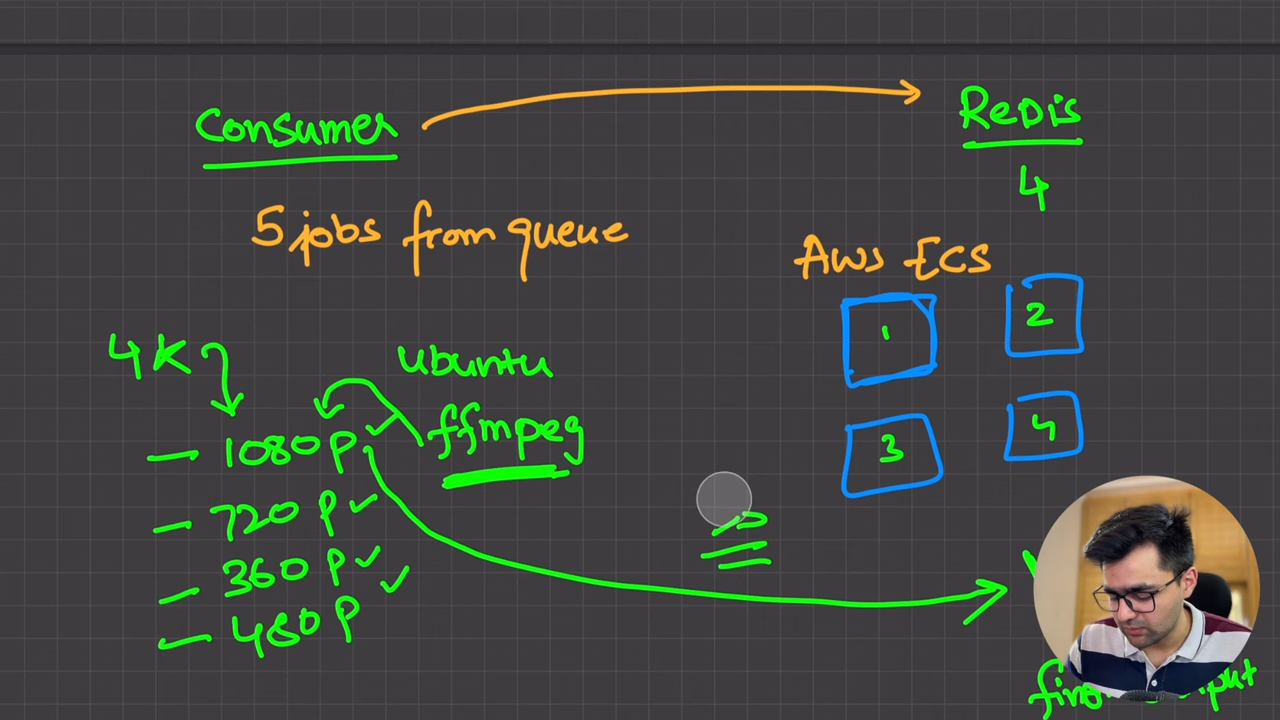 Consumer
Redis
4
5 jobs from queue
Aws ECS
1
2
3
4
4K
ubuntu
ffmpeg
- 1080P
- 720 P ✓
- 360 P ✓
- 480 P ✓